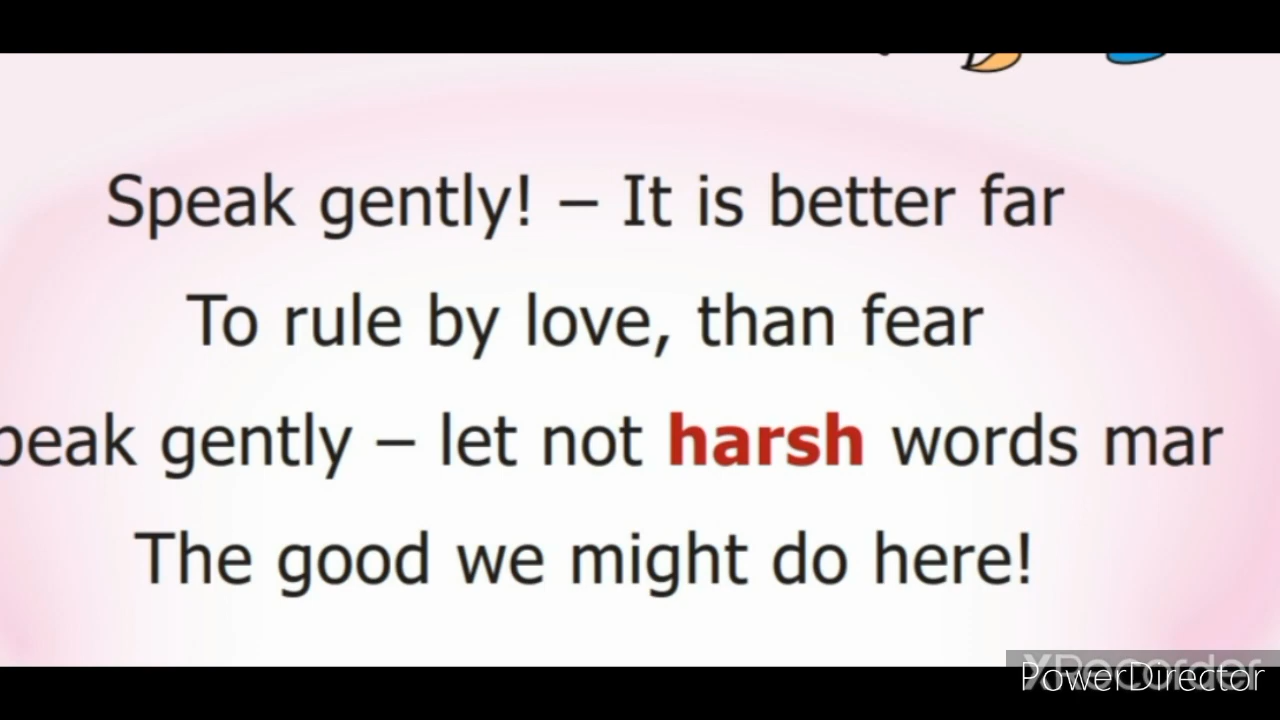 Speak gently! – It is better far
To rule by love, than fear
peak gently – let not harsh words mar
The good we might do here!
XRecorder
PowerDirector